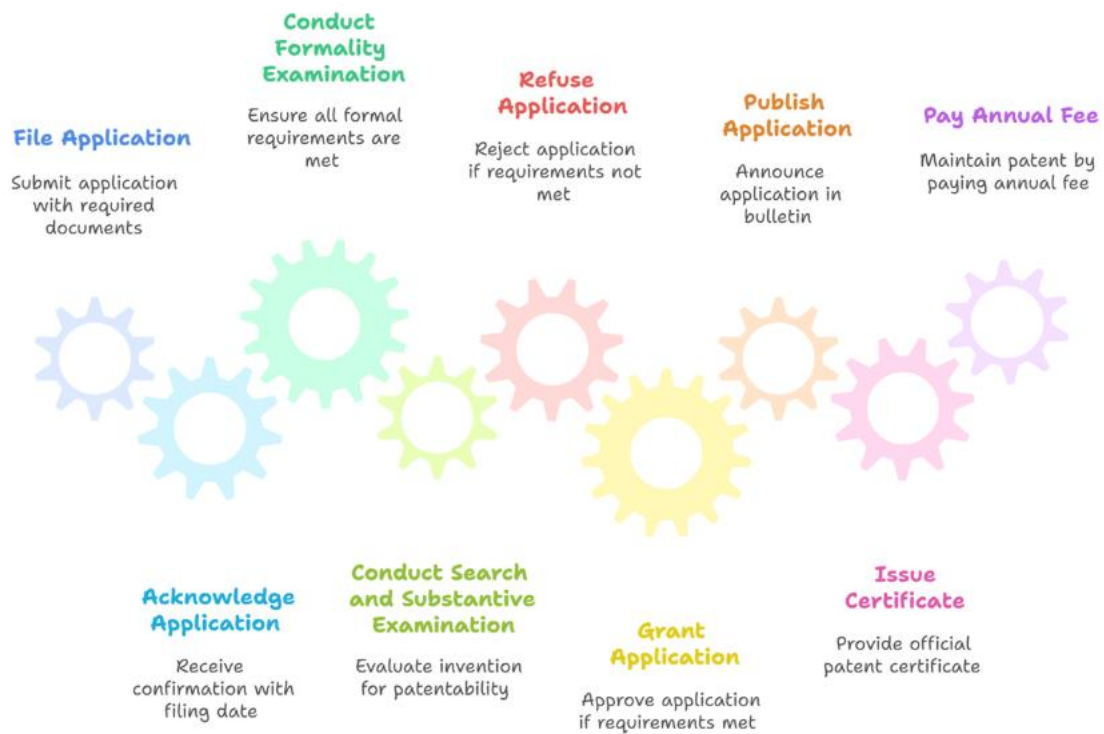 File Application
Submit application
with required
documents
Acknowledge
Application
Receive
confirmation with
filing date
Conduct
Formality
Examination
Ensure all formal
requirements are
met
Conduct Search
and Substantive
Examination
Evaluate invention
for patentability
Refuse
Application
Reject application
if requirements not
met
Grant
Application
Approve application
if requirements met
Publish
Application
Announce
application in
bulletin
Issue
Certificate
Provide official
patent certificate
Pay Annual Fee
Maintain patent by
paying annual fee